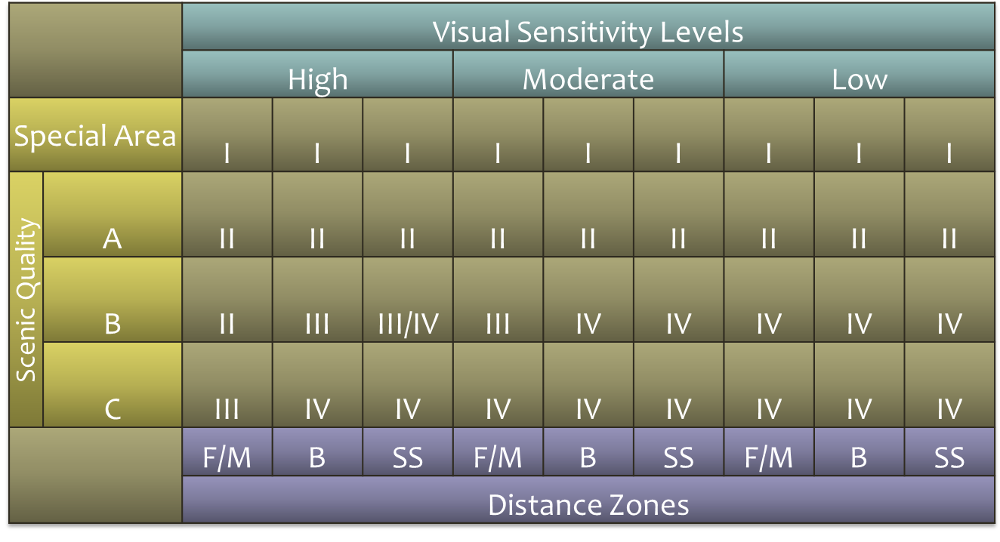 Visual Sensitivity Levels
High Moderate Low
Special Area I I I I I I I I I
Scenic Quality
A II II II II II II II II II
B II III III/IV III IV IV IV IV IV
C III IV IV IV IV IV IV IV IV
F/M B SS F/M B SS F/M B SS
Distance Zones